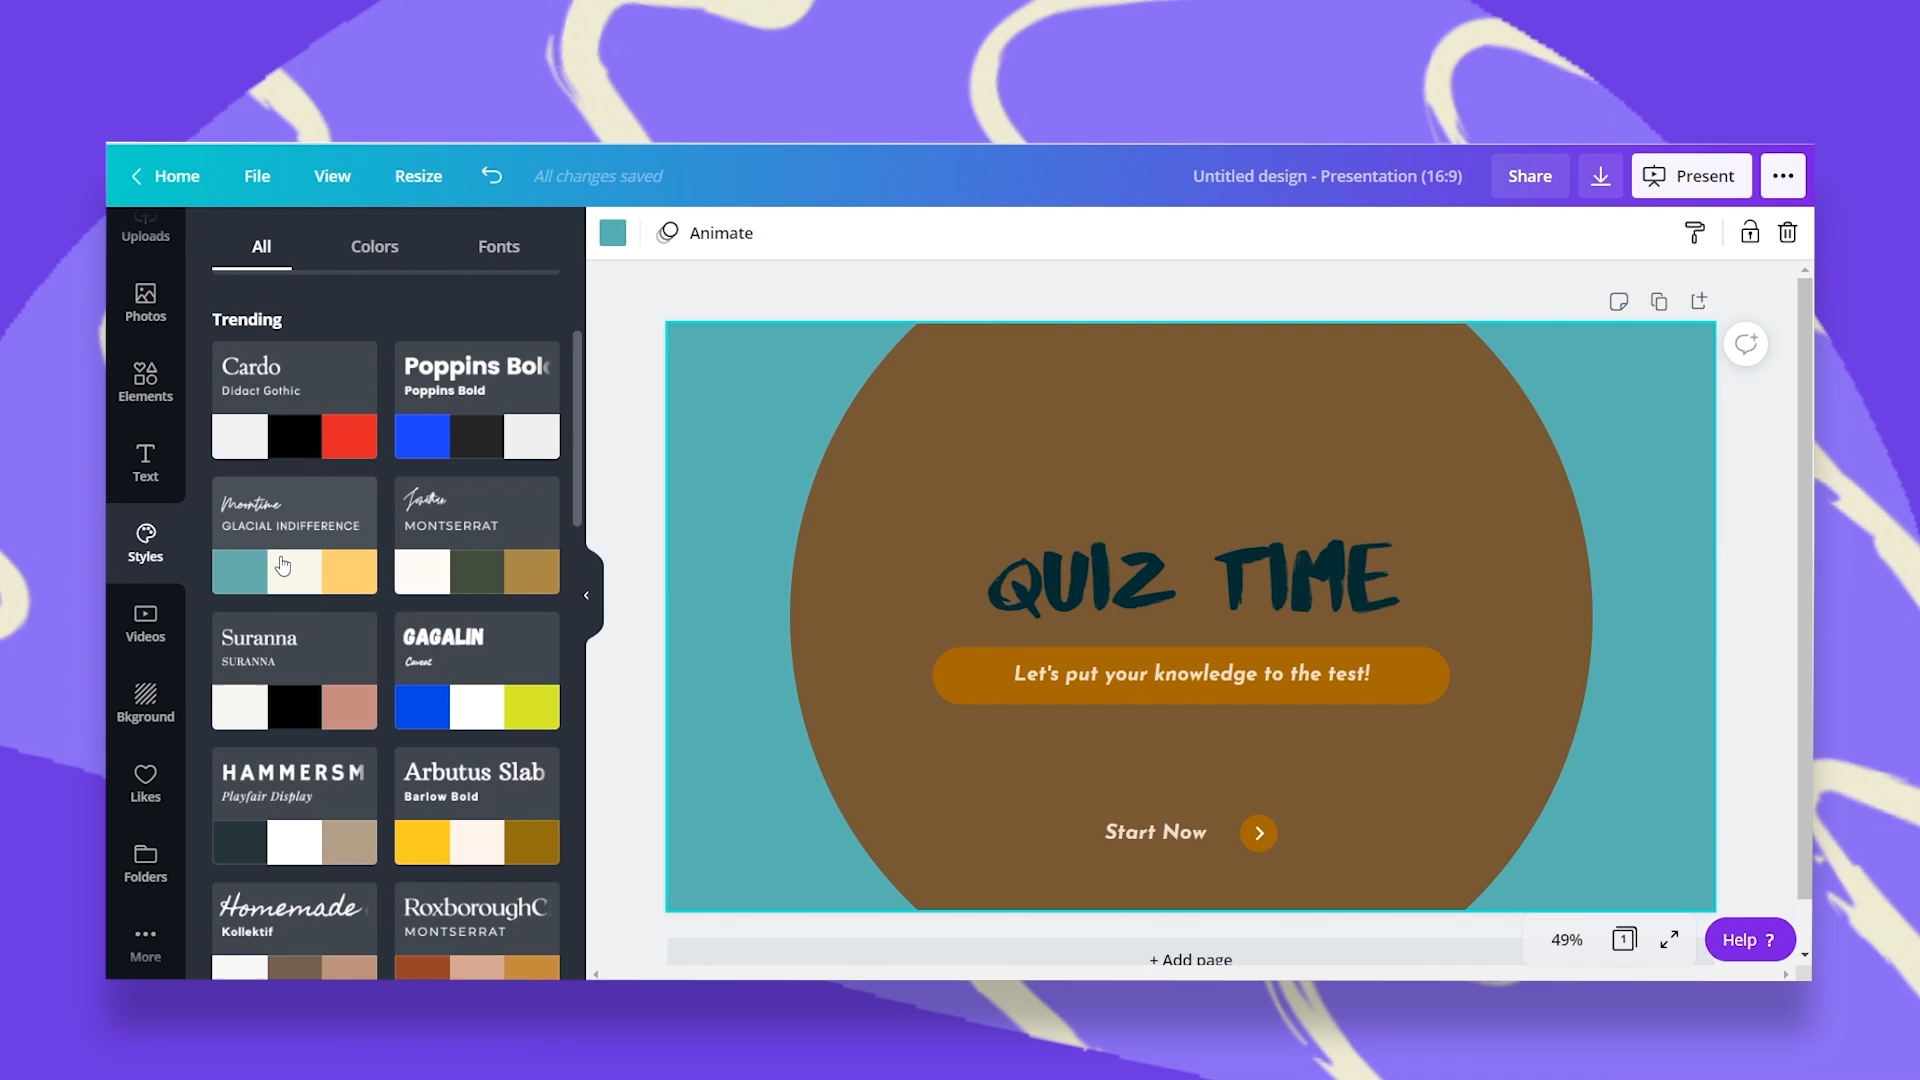 Home File View Resize All changes saved Untitled design - Presentation (16:9) Share Present
Uploads
Photos
Elements
Text
Styles
Videos
Bkground
Likes
Folders
More
All Colors Fonts
Trending
Cardo
Didact Gothic
Poppins Bol
Poppins Bold
Moontime
GLACIAL INDIFFERENCE
MONTSERRAT
Suranna
SURANNA
GAGALIN
Caveat
HAMMERSM
Playfair Display
Arbutus Slab
Barlow Bold
Homemade
Kollektif
RoxboroughC
MONTSERRAT
Animate
QUIZ TIME
Let's put your knowledge to the test!
Start Now
+ Add page
49% 1 Help ?